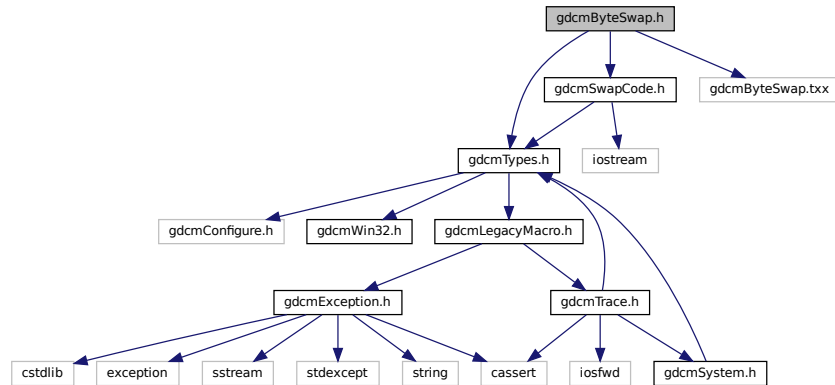 gdcmByteSwap.h
gdcmSwapCode.h
gdcmByteSwap.txx
gdcmTypes.h
iostream
gdcmConfigure.h
gdcmWin32.h
gdcmLegacyMacro.h
gdcmException.h
gdcmTrace.h
cstdlib
exception
sstream
stdexcept
string
cassert
iosfwd
gdcmSystem.h